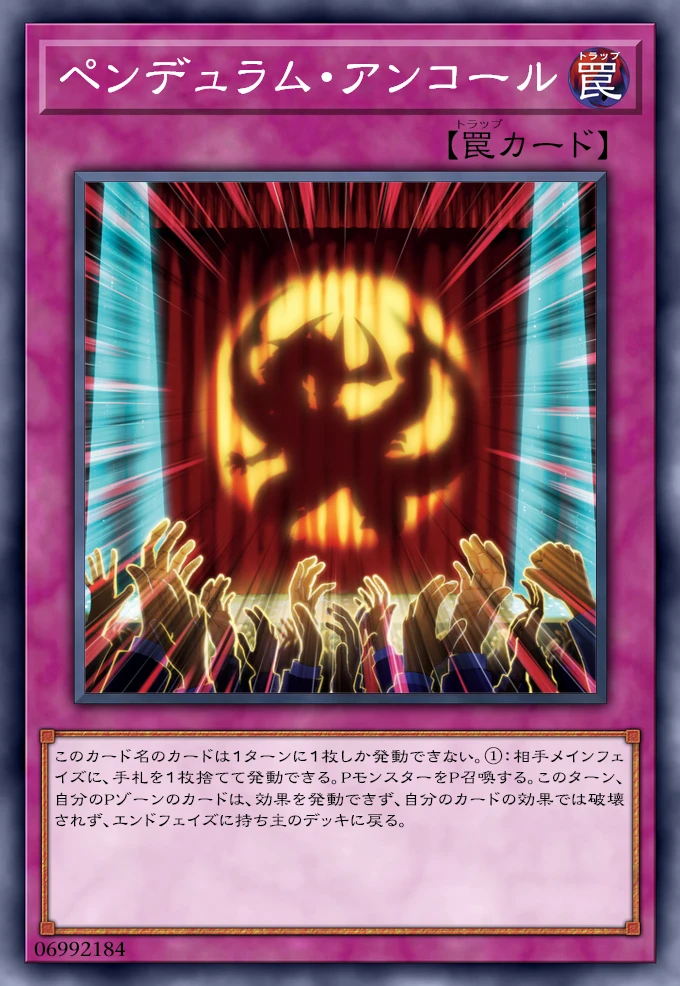 ペンデュラム・アンコール
トラップ
罠
トラップ
【罠カード】
このカード名のカードは１ターンに１枚しか発動できない。①：相手メインフェ
イズに、手札を１枚捨てて発動できる。PモンスターをP召喚する。このターン、
自分のPゾーンのカードは、効果を発動できず、自分のカードの効果では破壊
されず、エンドフェイズに持ち主のデッキに戻る。
06992184